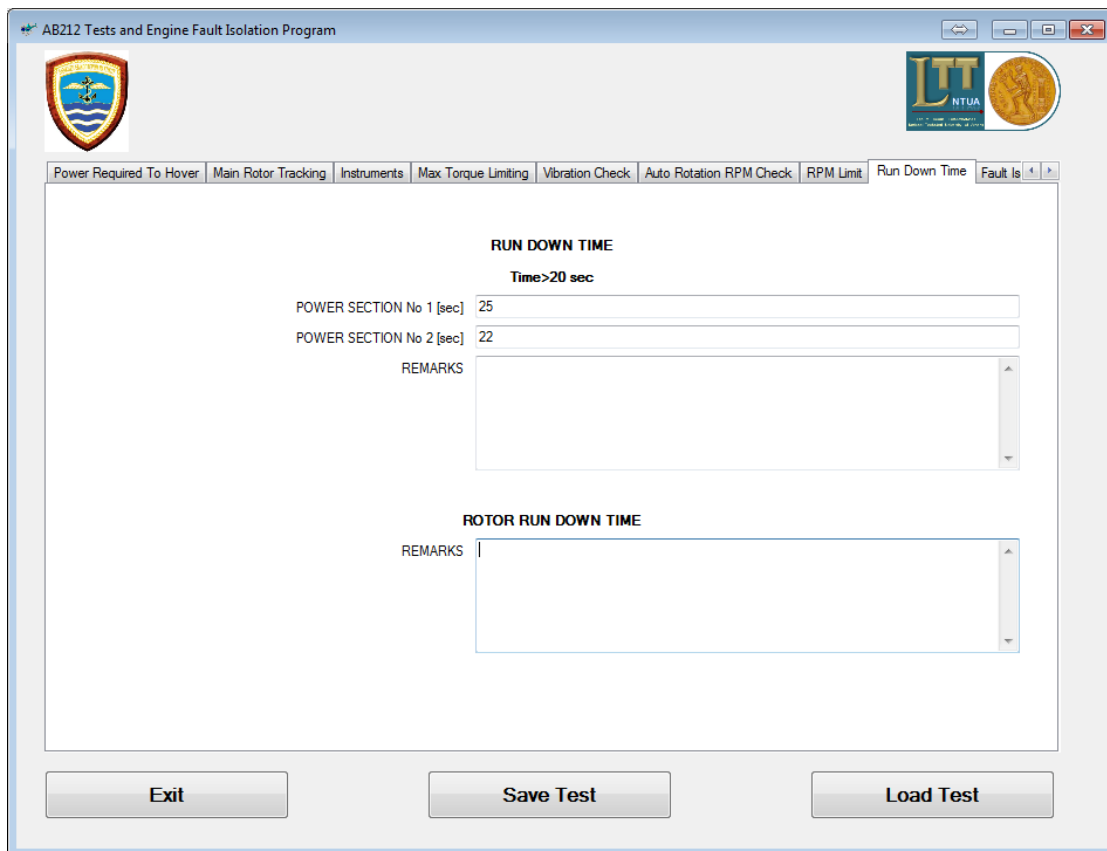 AB212 Tests and Engine Fault Isolation Program
LTT
NTUA
Power Required To Hover Main Rotor Tracking Instruments Max Torque Limiting Vibration Check Auto Rotation RPM Check RPM Limit Run Down Time Fault Is
RUN DOWN TIME
Time>20 sec
POWER SECTION No 1 [sec] 25
POWER SECTION No 2 [sec] 22
REMARKS
ROTOR RUN DOWN TIME
REMARKS
Exit Save Test Load Test